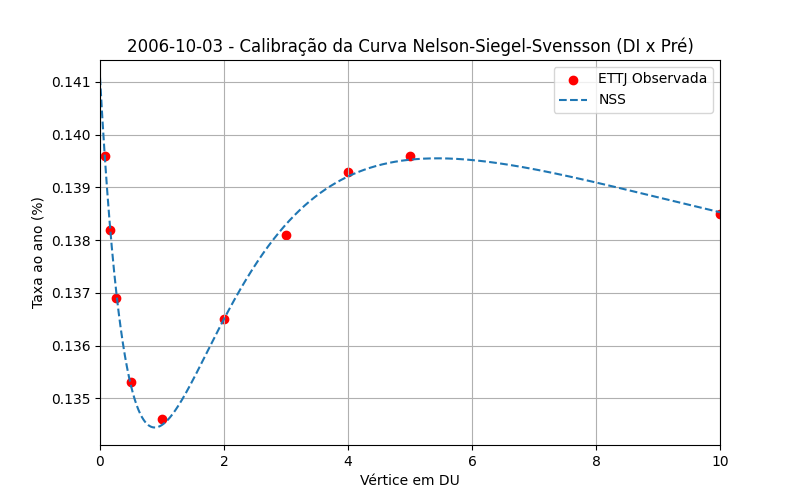 2006-10-03 - Calibração da Curva Nelson-Siegel-Svensson (DI x Pré)
ETTJ Observada
NSS
Taxa ao ano (%)
0.141
0.140
0.139
0.138
0.137
0.136
0.135
0 2 4 6 8 10
Vértice em DU